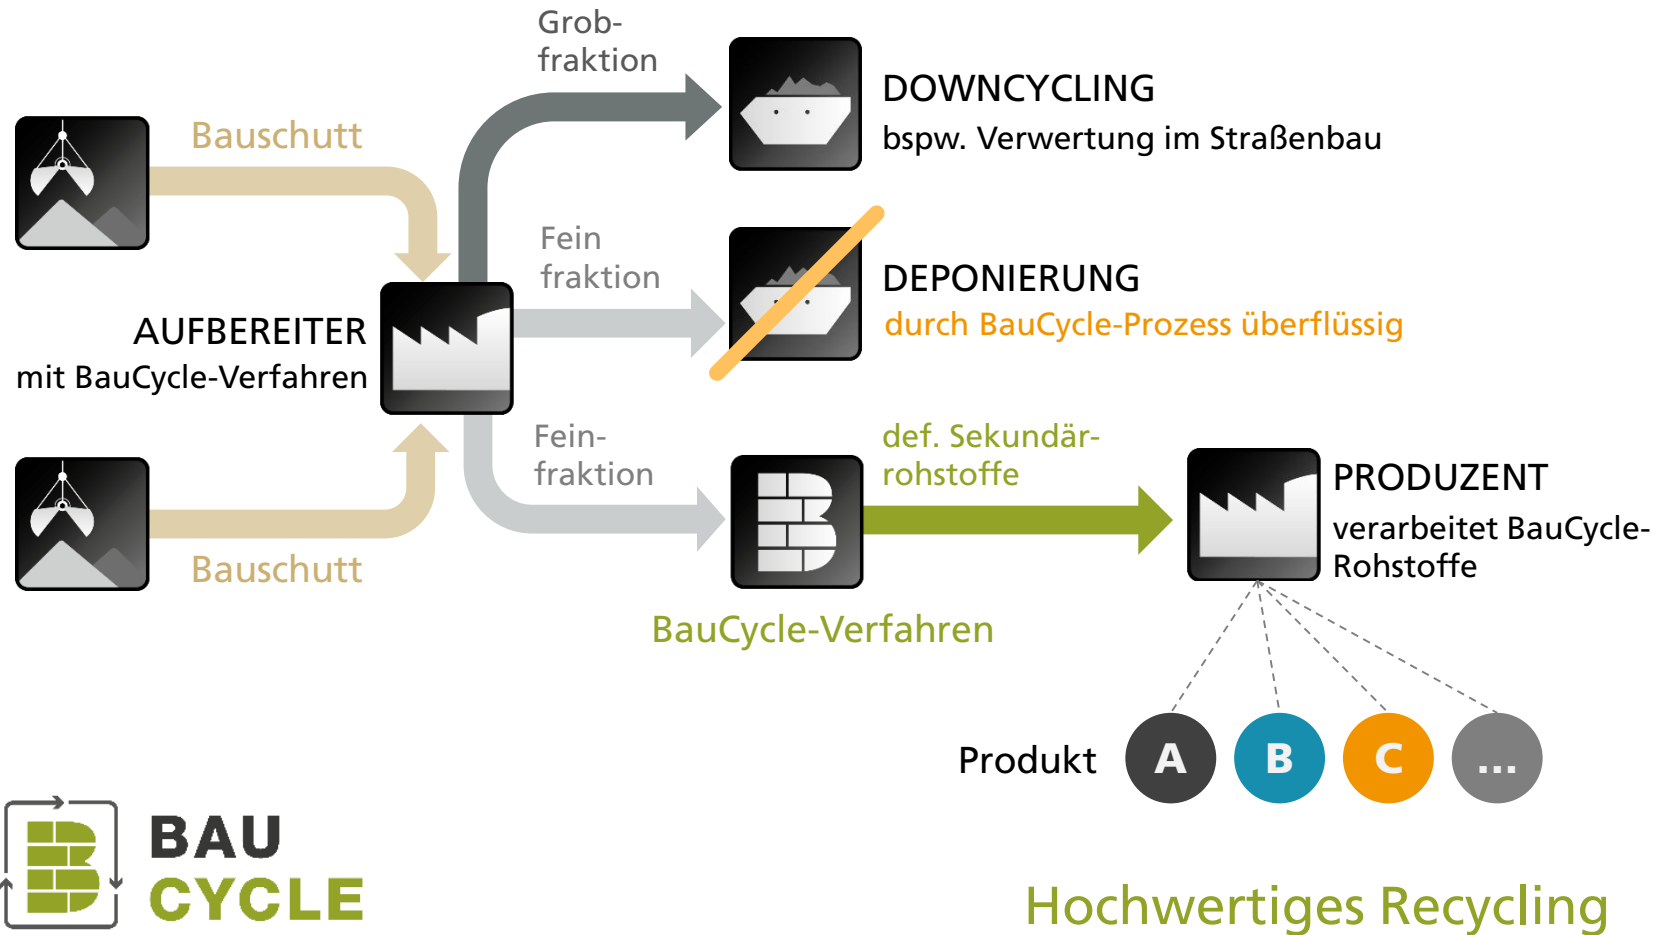 Grob-
fraktion
DOWNCYCLING
bspw. Verwertung im Straßenbau
Bauschutt
Fein
fraktion
DEPONIERUNG
durch BauCycle-Prozess überflüssig
AUFBEREITER
mit BauCycle-Verfahren
Fein-
fraktion
def. Sekundär-
rohstoffe
PRODUZENT
verarbeitet BauCycle-
Rohstoffe
Bauschutt
BauCycle-Verfahren
Produkt A B C ...
BAU
CYCLE
Hochwertiges Recycling